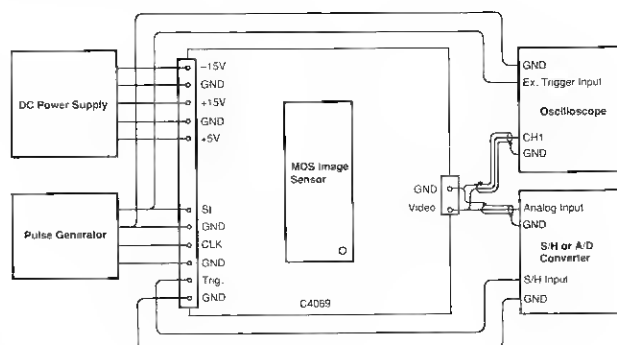 DC Power Supply
Pulse Generator
–15V
GND
+15V
GND
+5V
SI
GND
CLK
GND
Trig.
GND
MOS Image
Sensor
C4069
GND
Video
GND
Ex. Trigger Input
Oscilloscope
CH1
GND
Analog Input
GND
S/H or A/D
Converter
S/H Input
GND